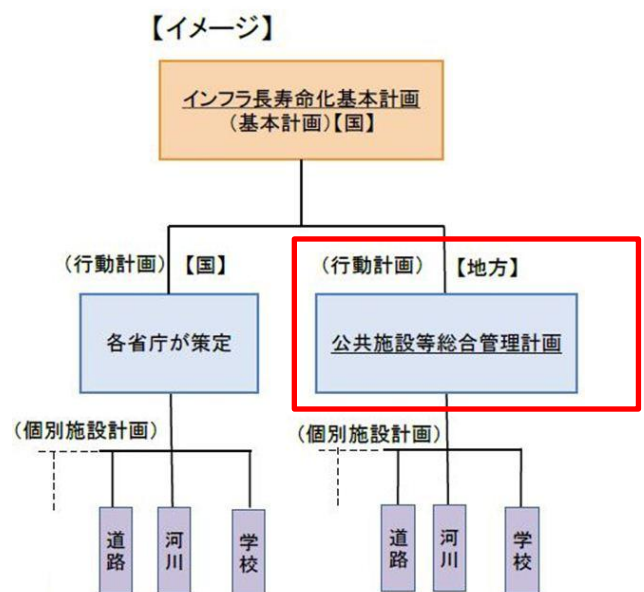 【イメージ】
インフラ長寿命化基本計画
(基本計画)【国】
(行動計画)【国】
(行動計画)【地方】
各省庁が策定
公共施設等総合管理計画
(個別施設計画)
(個別施設計画)
道路
河川
学校
道路
河川
学校